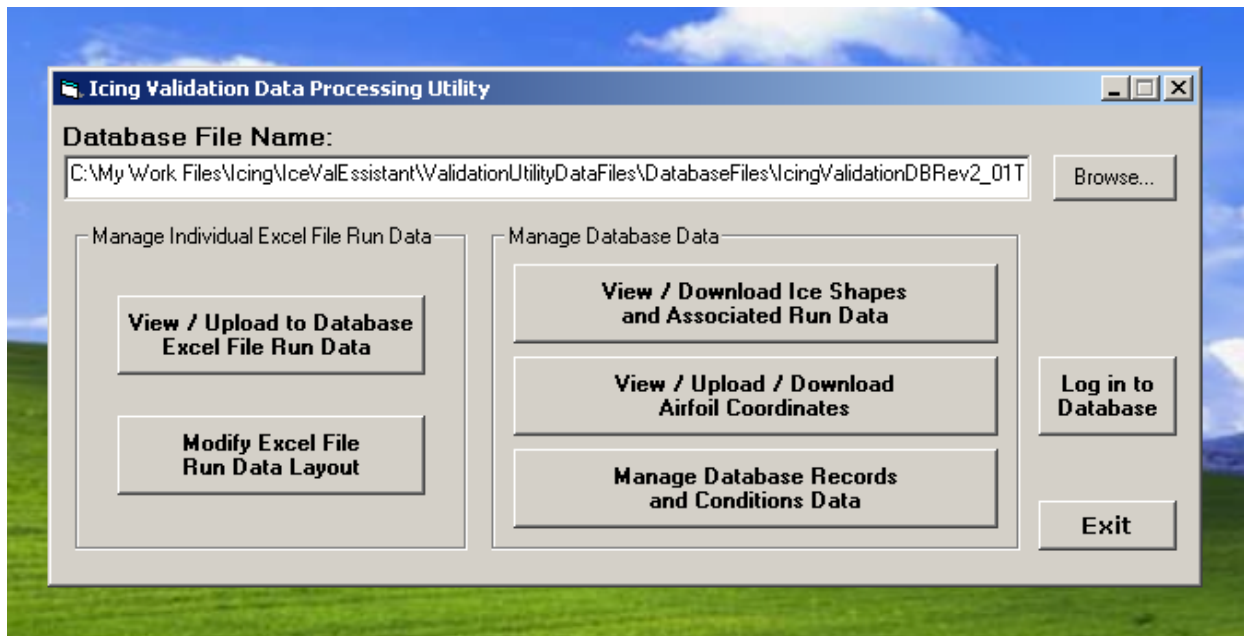 Icing Validation Data Processing Utility
Database File Name:
C:\My Work Files\Icing\IceValEssistant\ValidationUtilityDataFiles\DatabaseFiles\IcingValidationDBRev2_01T
Browse...
Manage Individual Excel File Run Data
View / Upload to Database
Excel File Run Data
Modify Excel File
Run Data Layout
Manage Database Data
View / Download Ice Shapes
and Associated Run Data
View / Upload / Download
Airfoil Coordinates
Manage Database Records
and Conditions Data
Log in to
Database
Exit